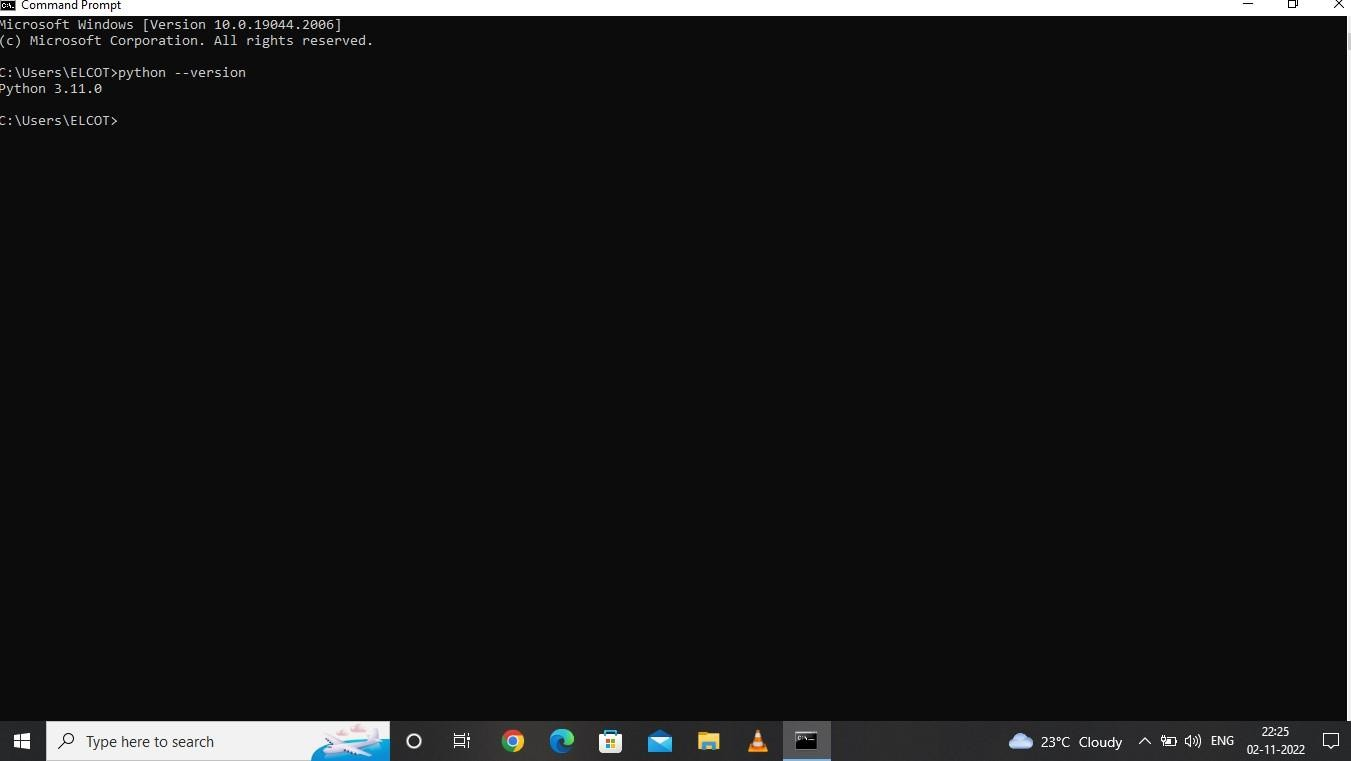 Command Prompt
Microsoft Windows [Version 10.0.19044.2006]
(c) Microsoft Corporation. All rights reserved.
C:\Users\ELCOT>python --version
Python 3.11.0
C:\Users\ELCOT>
Type here to search
23°C Cloudy
ENG
22:25
02-11-2022